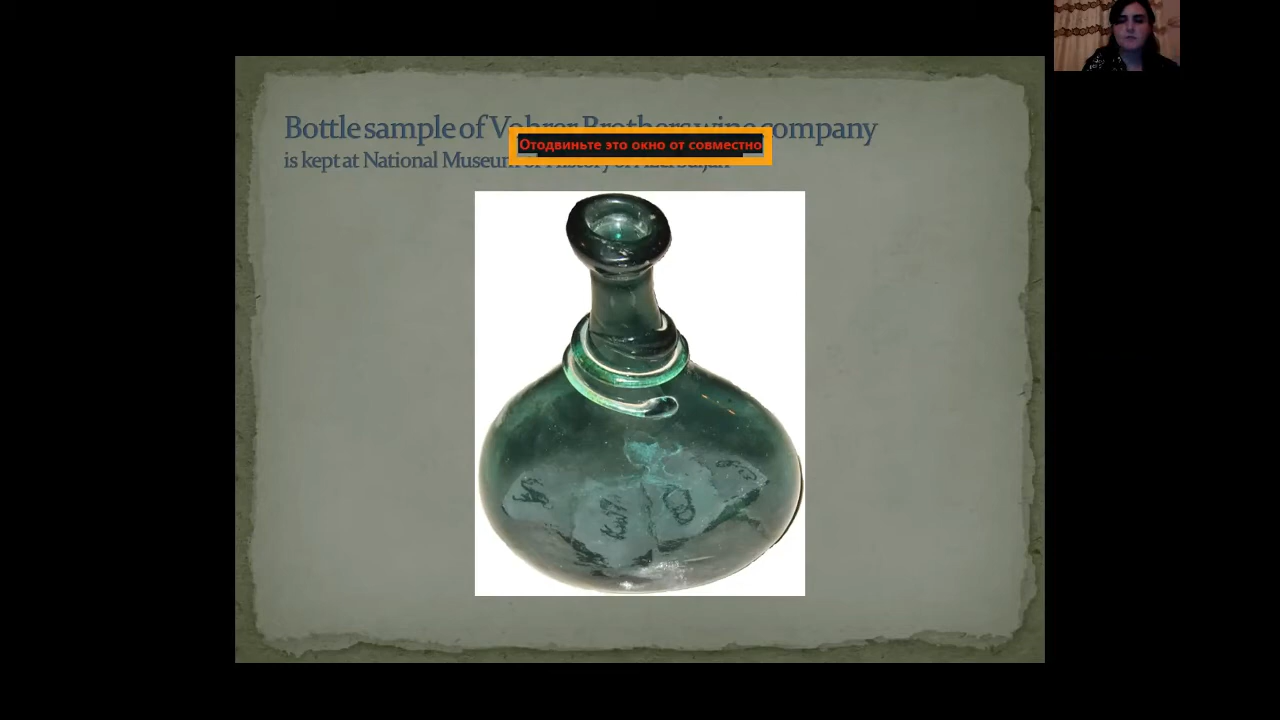 Bottle sample of Vohrer Brothers wine company
Отодвиньте это окно от совместно
is kept at National Museum of History of Azerbaijan